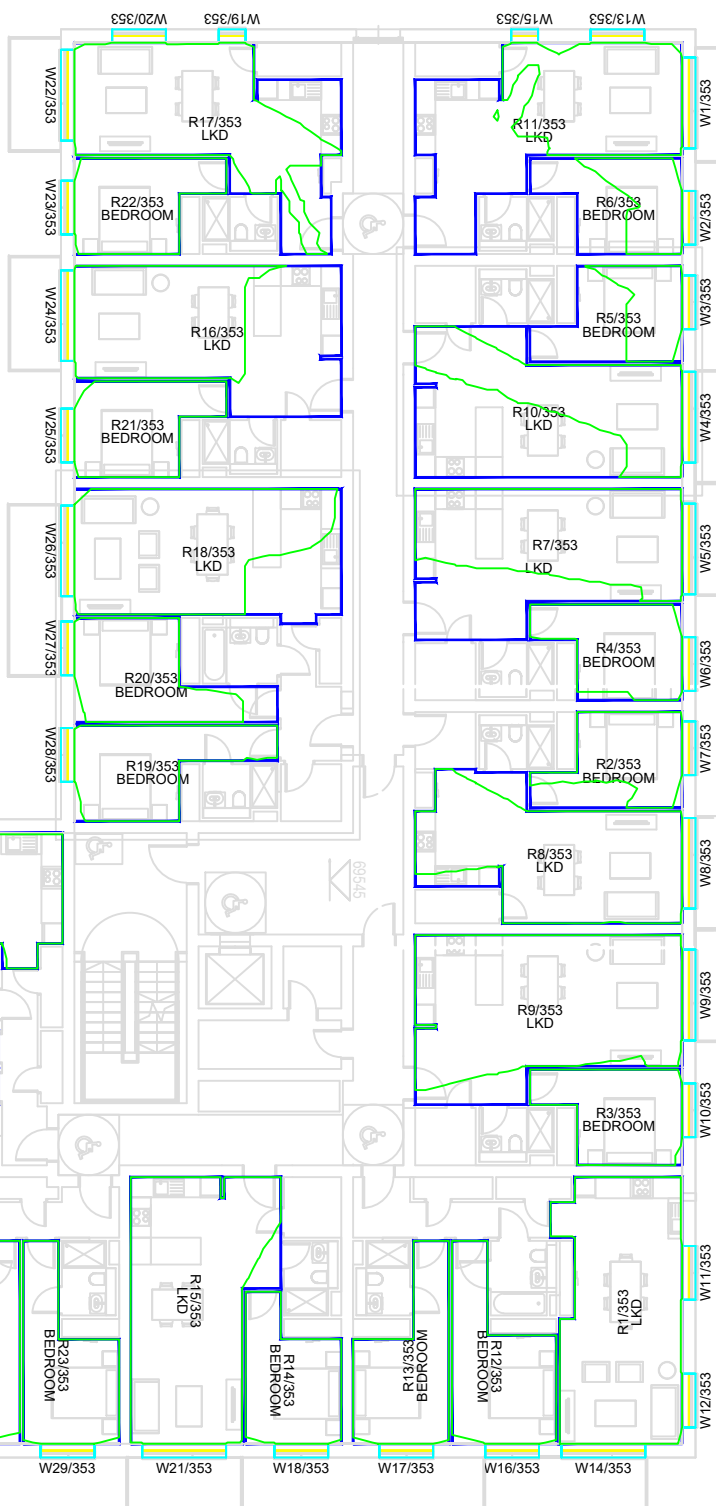 W20/353
W19/353
W15/353
W13/353
W22/353
W1/353
R17/353
LKD
R11/353
LKD
W23/353
W2/353
R22/353
BEDROOM
R6/353
BEDROOM
W24/353
W3/353
R16/353
LKD
R5/353
BEDROOM
W4/353
R21/353
BEDROOM
R10/353
LKD
W25/353
W26/353
W5/353
R18/353
LKD
R7/353
LKD
W27/353
W6/353
R20/353
BEDROOM
R4/353
BEDROOM
W28/353
W7/353
R19/353
BEDROOM
R2/353
BEDROOM
W8/353
R8/353
LKD
69545
W9/353
R9/353
LKD
W10/353
R3/353
BEDROOM
W11/353
R15/353
LKD
R1/353
LKD
R23/353
BEDROOM
R14/353
BEDROOM
R13/353
BEDROOM
R12/353
BEDROOM
W12/353
W29/353
W21/353
W18/353
W17/353
W16/353
W14/353